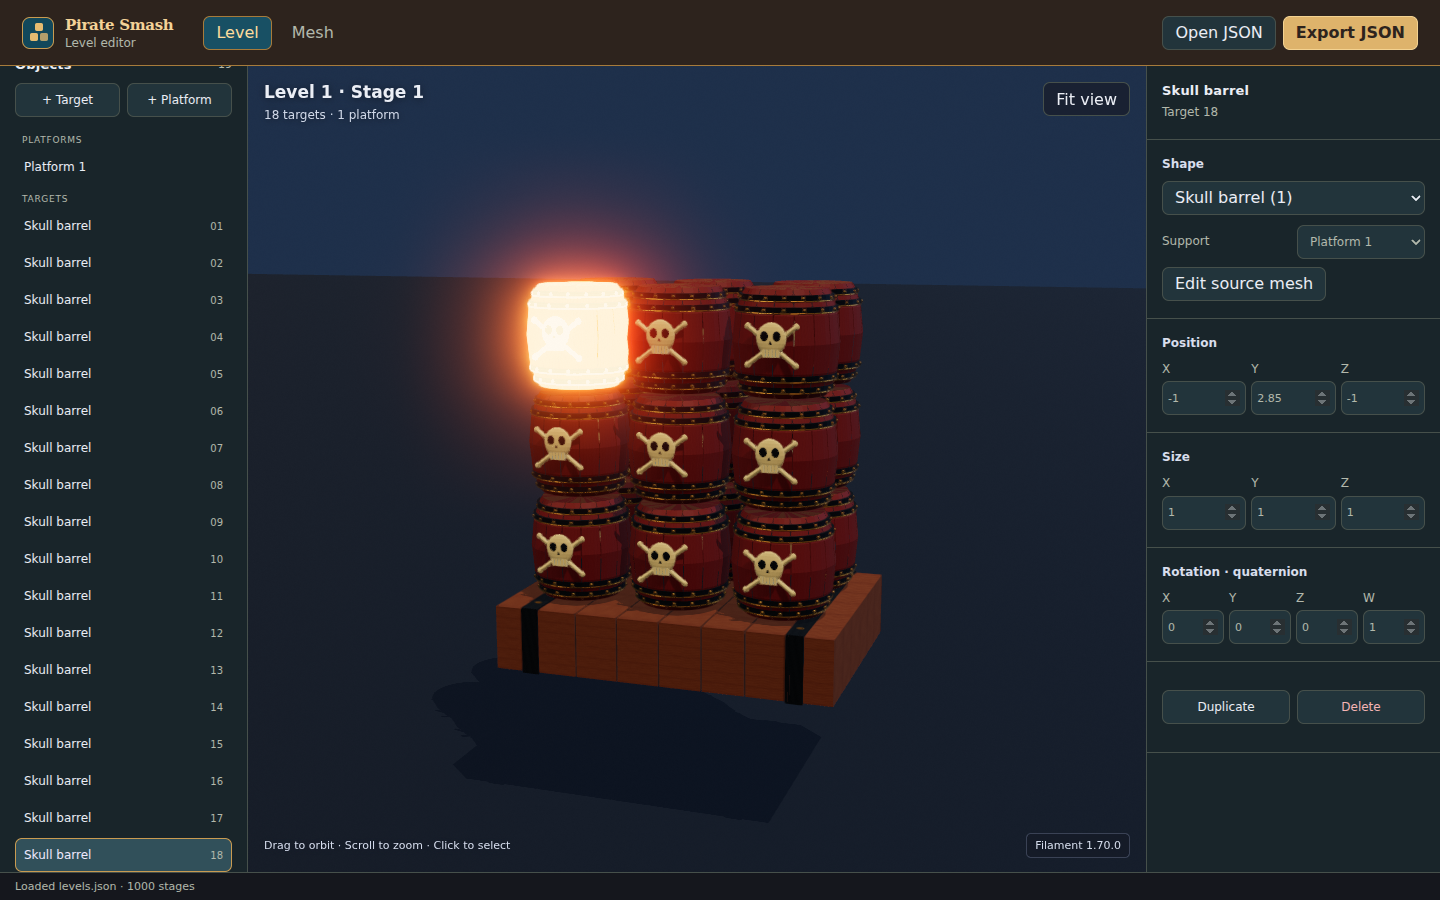 Pirate Smash
Level editor
Level
Mesh
Open JSON
Export JSON
Objects
+ Target
+ Platform
PLATFORMS
Platform 1
TARGETS
Skull barrel 01
Skull barrel 02
Skull barrel 03
Skull barrel 04
Skull barrel 05
Skull barrel 06
Skull barrel 07
Skull barrel 08
Skull barrel 09
Skull barrel 10
Skull barrel 11
Skull barrel 12
Skull barrel 13
Skull barrel 14
Skull barrel 15
Skull barrel 16
Skull barrel 17
Skull barrel 18
Level 1 · Stage 1
18 targets · 1 platform
Fit view
Drag to orbit · Scroll to zoom · Click to select
Filament 1.70.0
Skull barrel
Target 18
Shape
Skull barrel (1)
Support
Platform 1
Edit source mesh
Position
X Y Z
-1 2.85 -1
Size
X Y Z
1 1 1
Rotation · quaternion
X Y Z W
0 0 0 1
Duplicate
Delete
Loaded levels.json · 1000 stages